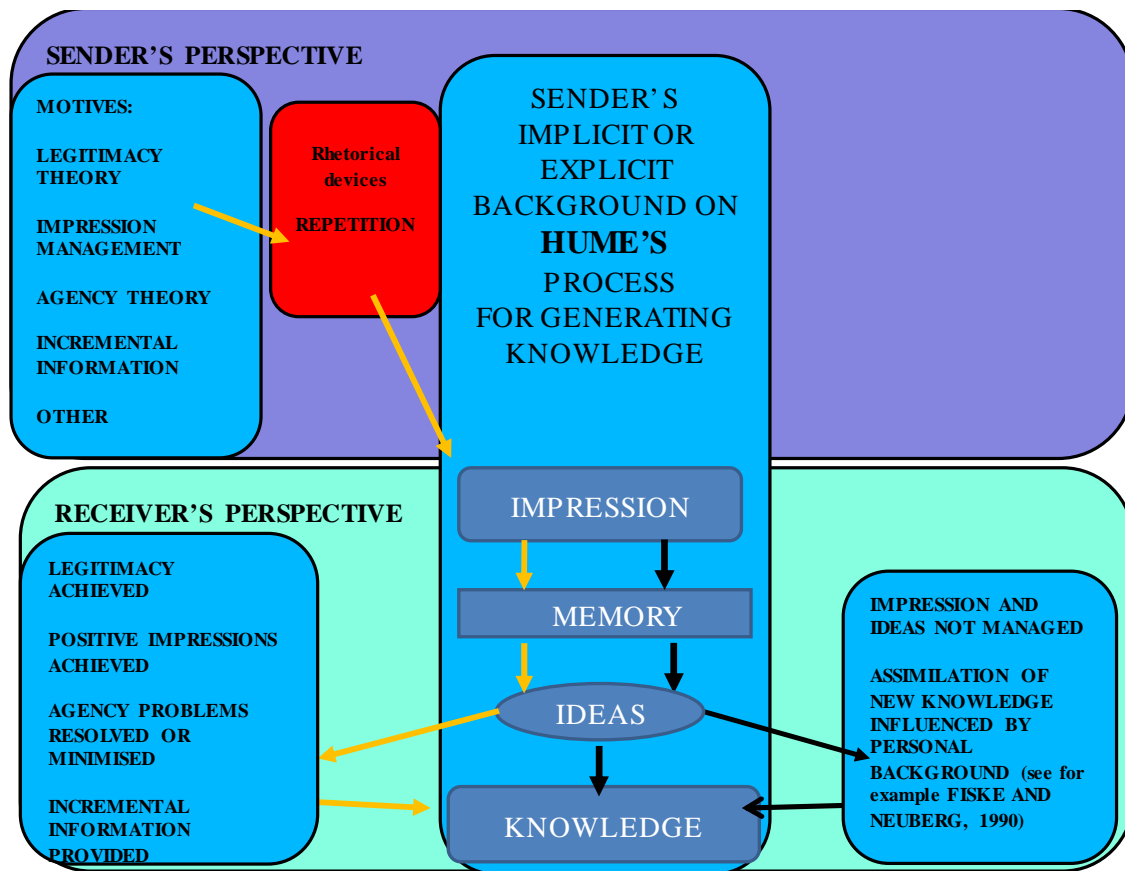 SENDER'S PERSPECTIVE
MOTIVES:
LEGITIMACY
THEORY
IMPRESSION
MANAGEMENT
AGENCY THEORY
INCREMENTAL
INFORMATION
OTHER
Rhetorical
devices
REPETITION
SENDER'S
IMPLICIT OR
EXPLICIT
BACKGROUND ON
HUME'S
PROCESS
FOR GENERATING
KNOWLEDGE
RECEIVER'S PERSPECTIVE
LEGITIMACY
ACHIEVED
POSITIVE IMPRESSIONS
ACHIEVED
AGENCY PROBLEMS
RESOLVED OR
MINIMISED
INCREMENTAL
INFORMATION
PROVIDED
IMPRESSION
MEMORY
IDEAS
KNOWLEDGE
IMPRESSION AND
IDEAS NOT MANAGED
ASSIMILATION OF
NEW KNOWLEDGE
INFLUENCED BY
PERSONAL
BACKGROUND (see for
example FISKE AND
NEUBERG, 1990)